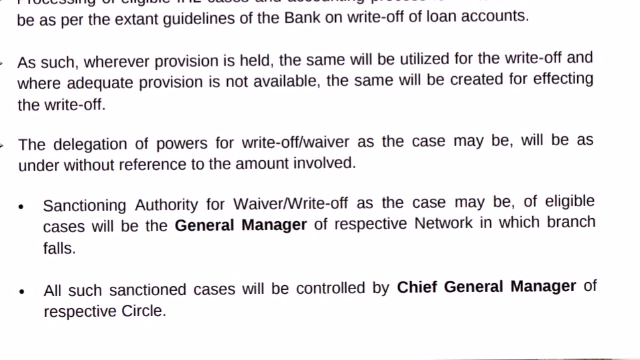 be as per the extant guidelines of the Bank on write-off of loan accounts.
As such, wherever provision is held, the same will be utilized for the write-off and
where adequate provision is not available, the same will be created for effecting
the write-off.
The delegation of powers for write-off/waiver as the case may be, will be as
under without reference to the amount involved.
• Sanctioning Authority for Waiver/Write-off as the case may be, of eligible
cases will be the General Manager of respective Network in which branch
falls.
• All such sanctioned cases will be controlled by Chief General Manager of
respective Circle.